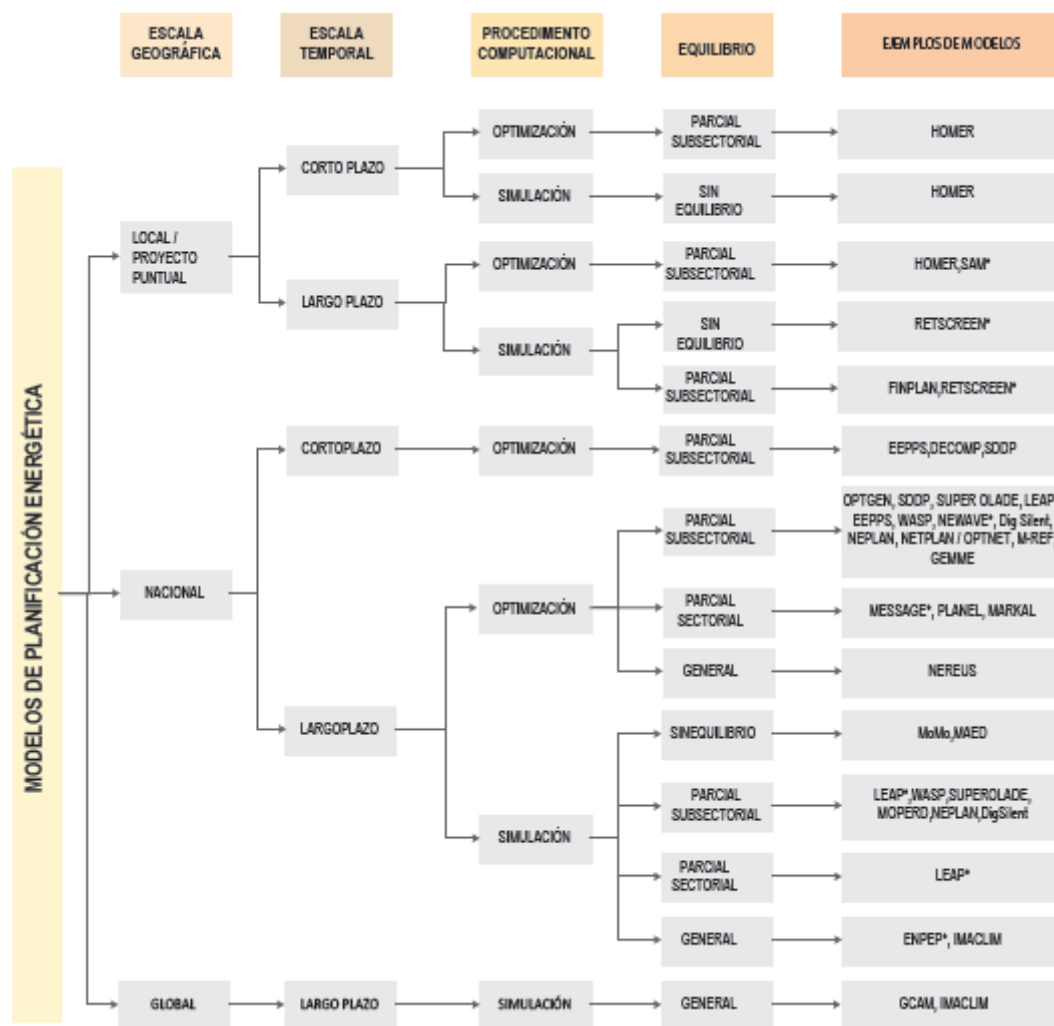 ESCALA
GEOGRÁFICA
ESCALA
TEMPORAL
PROCEDIMENTO
COMPUTACIONAL
EQUILIBRIO
EJEMPLOS DE MODELOS
MODELOS DE PLANIFICACIÓN ENERGÉTICA
LOCAL /
PROYECTO
PUNTUAL
CORTO PLAZO
OPTIMIZACIÓN
PARCIAL
SUBSECTORIAL
HOMER
SIMULACIÓN
SIN
EQUILIBRIO
HOMER
LARGO PLAZO
OPTIMIZACIÓN
PARCIAL
SUBSECTORIAL
HOMER,SAM*
SIMULACIÓN
SIN
EQUILIBRIO
RETSCREEN*
PARCIAL
SUBSECTORIAL
FINPLAN,RETSCREEN*
NACIONAL
CORTOPLAZO
OPTIMIZACIÓN
PARCIAL
SUBSECTORIAL
EEPPS,DECOMP,SDDP
LARGOPLAZO
OPTIMIZACIÓN
PARCIAL
SUBSECTORIAL
OPTGEN, SDDP, SUPER OLADE, LEAP
EEPPS, WASP, NEWAVE*, Dig Silent,
NEPLAN, NETPLAN / OPTNET, M-REF
GEMME
PARCIAL
SECTORIAL
MESSAGE*, PLANEL, MARKAL
GENERAL
NEREUS
SIMULACIÓN
SINEQUILIBRIO
MoMo,MAED
PARCIAL
SUBSECTORIAL
LEAP*,WASP,SUPEROLADE,
MOPERD,NEPLAN,DigSilent
PARCIAL
SECTORIAL
LEAP*
GENERAL
ENPEP*, IMACLIM
GLOBAL
LARGO PLAZO
SIMULACIÓN
GENERAL
GCAM, IMACLIM